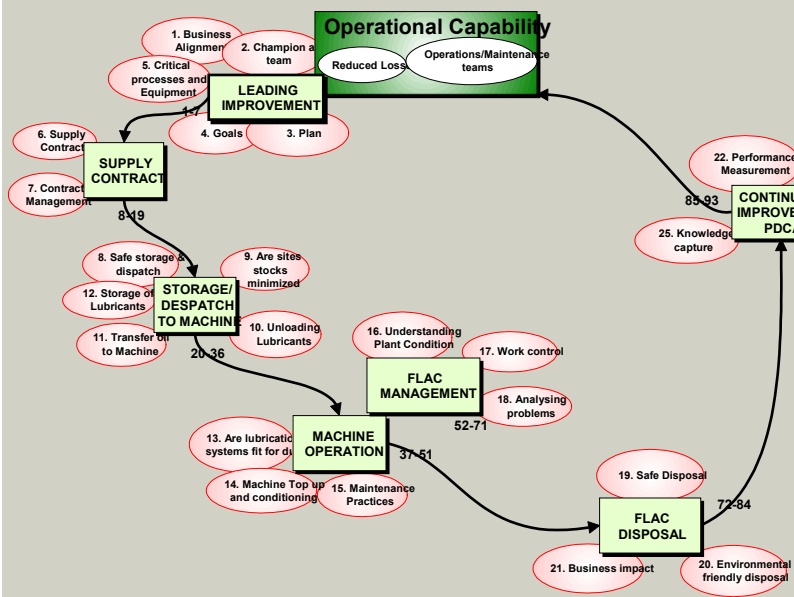 Operational Capability
Reduced Loss
Operations/Maintenance
teams
1. Business
Alignment
2. Champion a
team
5. Critical
processes and
Equipment
LEADING
IMPROVEMENT
1-7
4. Goals
3. Plan
6. Supply
Contract
SUPPLY
CONTRACT
7. Contract
Management
8-19
8. Safe storage &
dispatch
9. Are sites
stocks
minimized
12. Storage of
Lubricants
STORAGE/
DESPATCH
TO MACHINE
10. Unloading
Lubricants
11. Transfer oil
to Machine
20-36
16. Understanding
Plant Condition
17. Work control
FLAC
MANAGEMENT
18. Analysing
problems
52-71
13. Are lubricatio
systems fit for du
MACHINE
OPERATION
37-51
14. Machine Top up
and conditioning
15. Maintenance
Practices
19. Safe Disposal
72-84
FLAC
DISPOSAL
21. Business impact
20. Environmental
friendly disposal
22. Performance
Measurement
85-93
CONTINU
IMPROVE
PDCA
25. Knowledge
capture